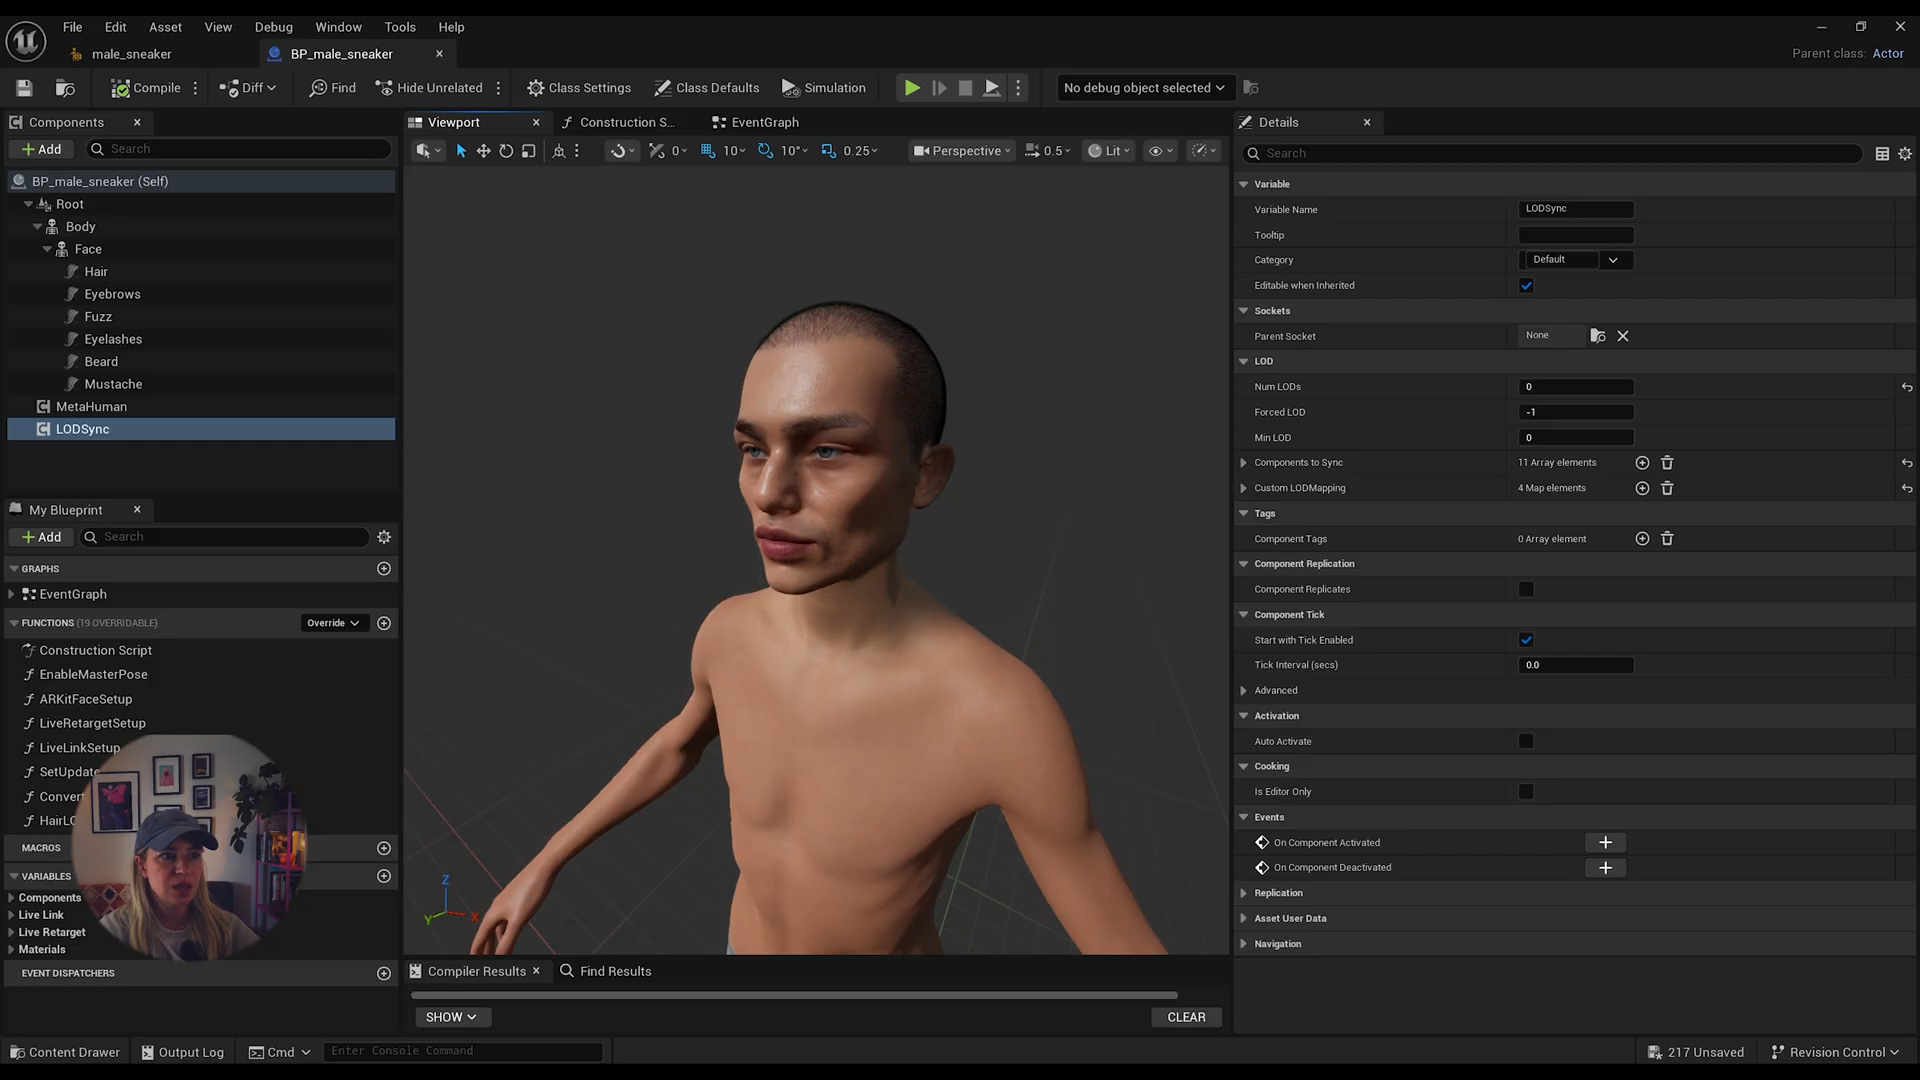 File Edit Asset View Debug Window Tools Help
male_sneaker
BP_male_sneaker
Parent class: Actor
Compile
Diff
Find
Hide Unrelated
Class Settings
Class Defaults
Simulation
No debug object selected
Components
Add
Search
BP_male_sneaker (Self)
Root
Body
Face
Hair
Eyebrows
Fuzz
Eyelashes
Beard
Mustache
MetaHuman
LODSync
My Blueprint
Add
Search
GRAPHS
EventGraph
FUNCTIONS (19 OVERRIDABLE)
Override
Construction Script
EnableMasterPose
ARKitFaceSetup
LiveRetargetSetup
LiveLinkSetup
SetUpdate
Convert
HairLO
MACROS
VARIABLES
Components
Live Link
Live Retarget
Materials
EVENT DISPATCHERS
Viewport
Construction S...
EventGraph
0
10
10°
0.25
Perspective
0.5
Lit
Z
Y
X
Compiler Results
Find Results
SHOW
CLEAR
Details
Search
Variable
Variable Name LODSync
Tooltip
Category Default
Editable when Inherited
Sockets
Parent Socket None
LOD
Num LODs 0
Forced LOD -1
Min LOD 0
Components to Sync 11 Array elements
Custom LODMapping 4 Map elements
Tags
Component Tags 0 Array element
Component Replication
Component Replicates
Component Tick
Start with Tick Enabled
Tick Interval (secs) 0.0
Advanced
Activation
Auto Activate
Cooking
Is Editor Only
Events
On Component Activated
On Component Deactivated
Replication
Asset User Data
Navigation
Content Drawer
Output Log
Cmd
Enter Console Command
217 Unsaved
Revision Control